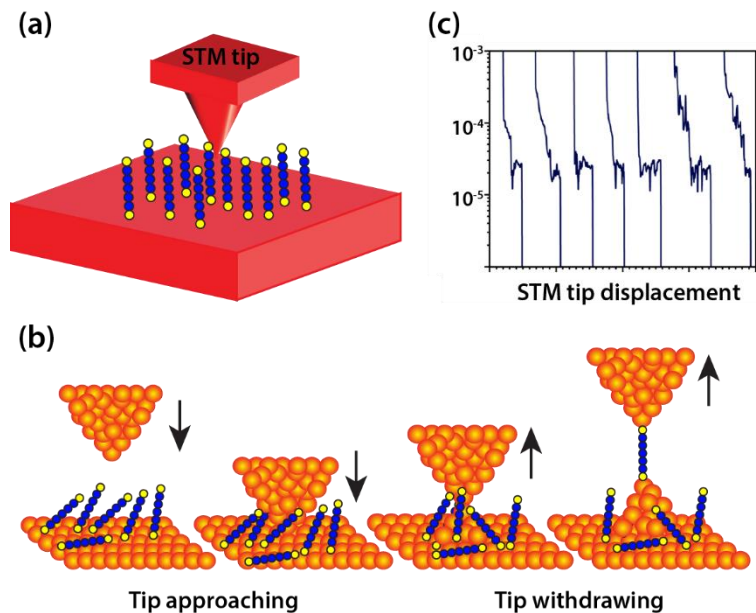 (a)
STM tip
(c)
10⁻³
10⁻⁴
10⁻⁵
STM tip displacement
(b)
Tip approaching
Tip withdrawing